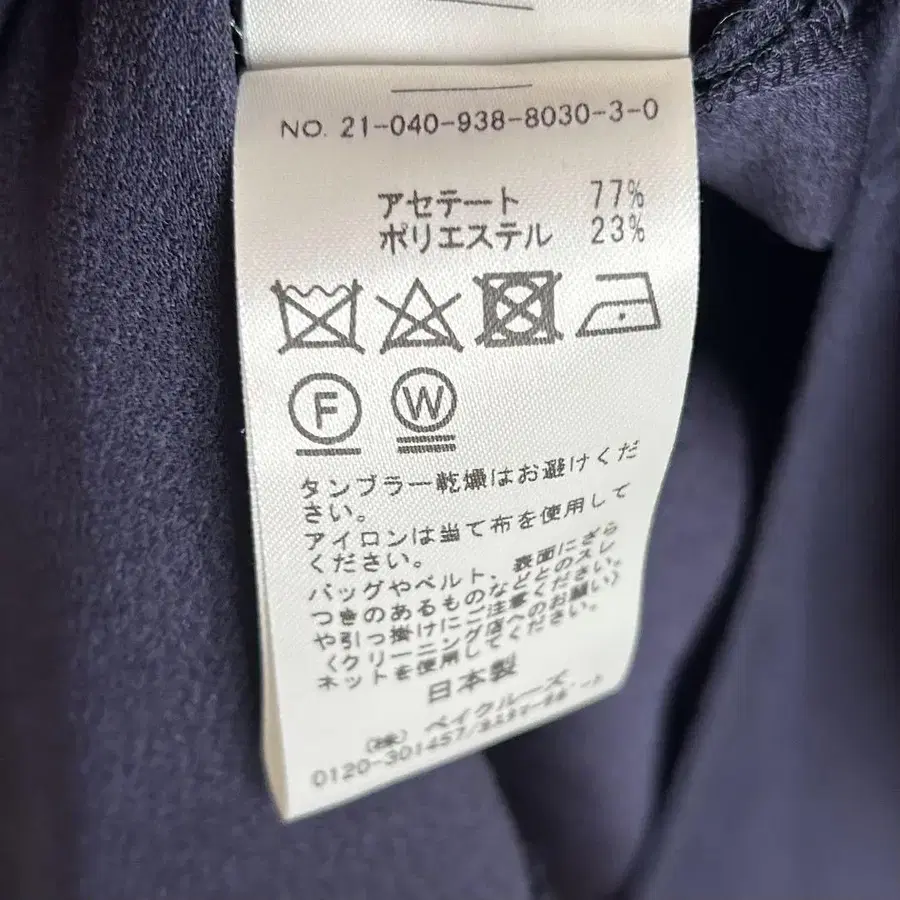 NO. 21-040-938-8030-3-0
アセテート 77%
ポリエステル 23%
F W
タンブラー乾燥はお避けくだ
さい。
アイロンは当て布を使用して
ください。
バッグやベルト、表面にざら
つきのあるものなどとのスレ
や引っ掛けにご注意ください。
〈クリーニング店へのお願い〉
ネットを使用してください。
日本製
(株) ベイクルーズ
0120-301457